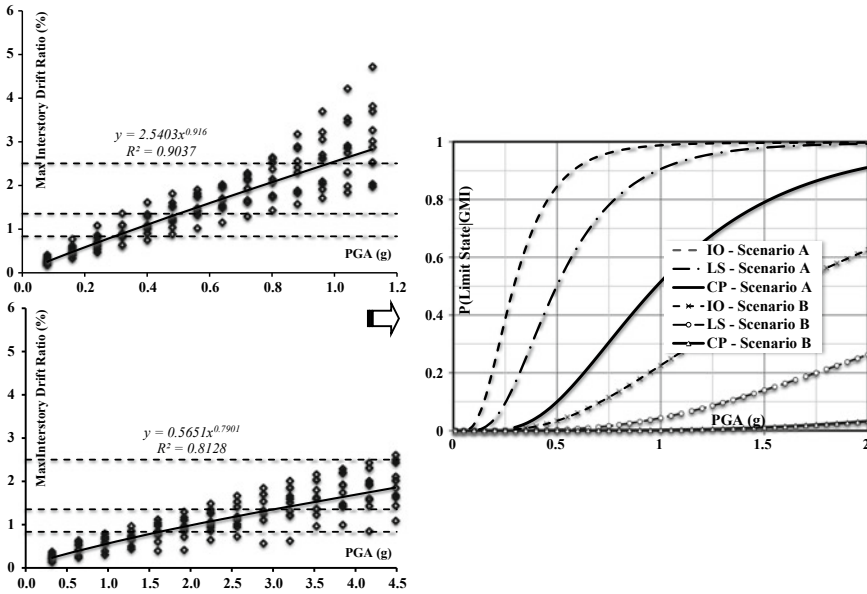 Max Interstory Drift Ratio (%)
6
5
4
3
2
1
0
y = 2.5403x^0.916
R² = 0.9037
PGA (g)
0.0 0.2 0.4 0.6 0.8 1.0 1.2
Max Interstory Drift Ratio (%)
6
5
4
3
2
1
0
y = 0.5651x^0.7901
R² = 0.8128
PGA (g)
0.0 0.5 1.0 1.5 2.0 2.5 3.0 3.5 4.0 4.5
P(Limit State|GMI)
1
0.8
0.6
0.4
0.2
0
IO - Scenario A
LS - Scenario A
CP - Scenario A
IO - Scenario B
LS - Scenario B
CP - Scenario B
PGA (g)
0 0.5 1 1.5 2